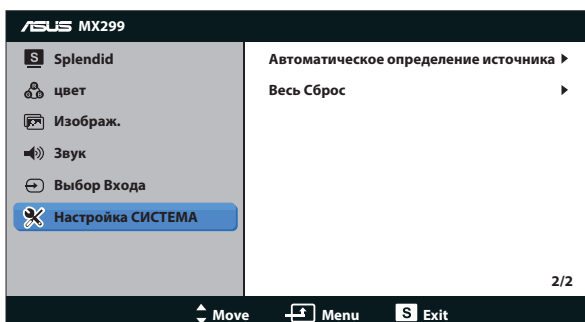 ASUS MX299
S Splendid
цвет
Изображ.
Звук
Выбор Входа
Настройка СИСТЕМА
Автоматическое определение источника
Весь Сброс
2/2
Move Menu S Exit